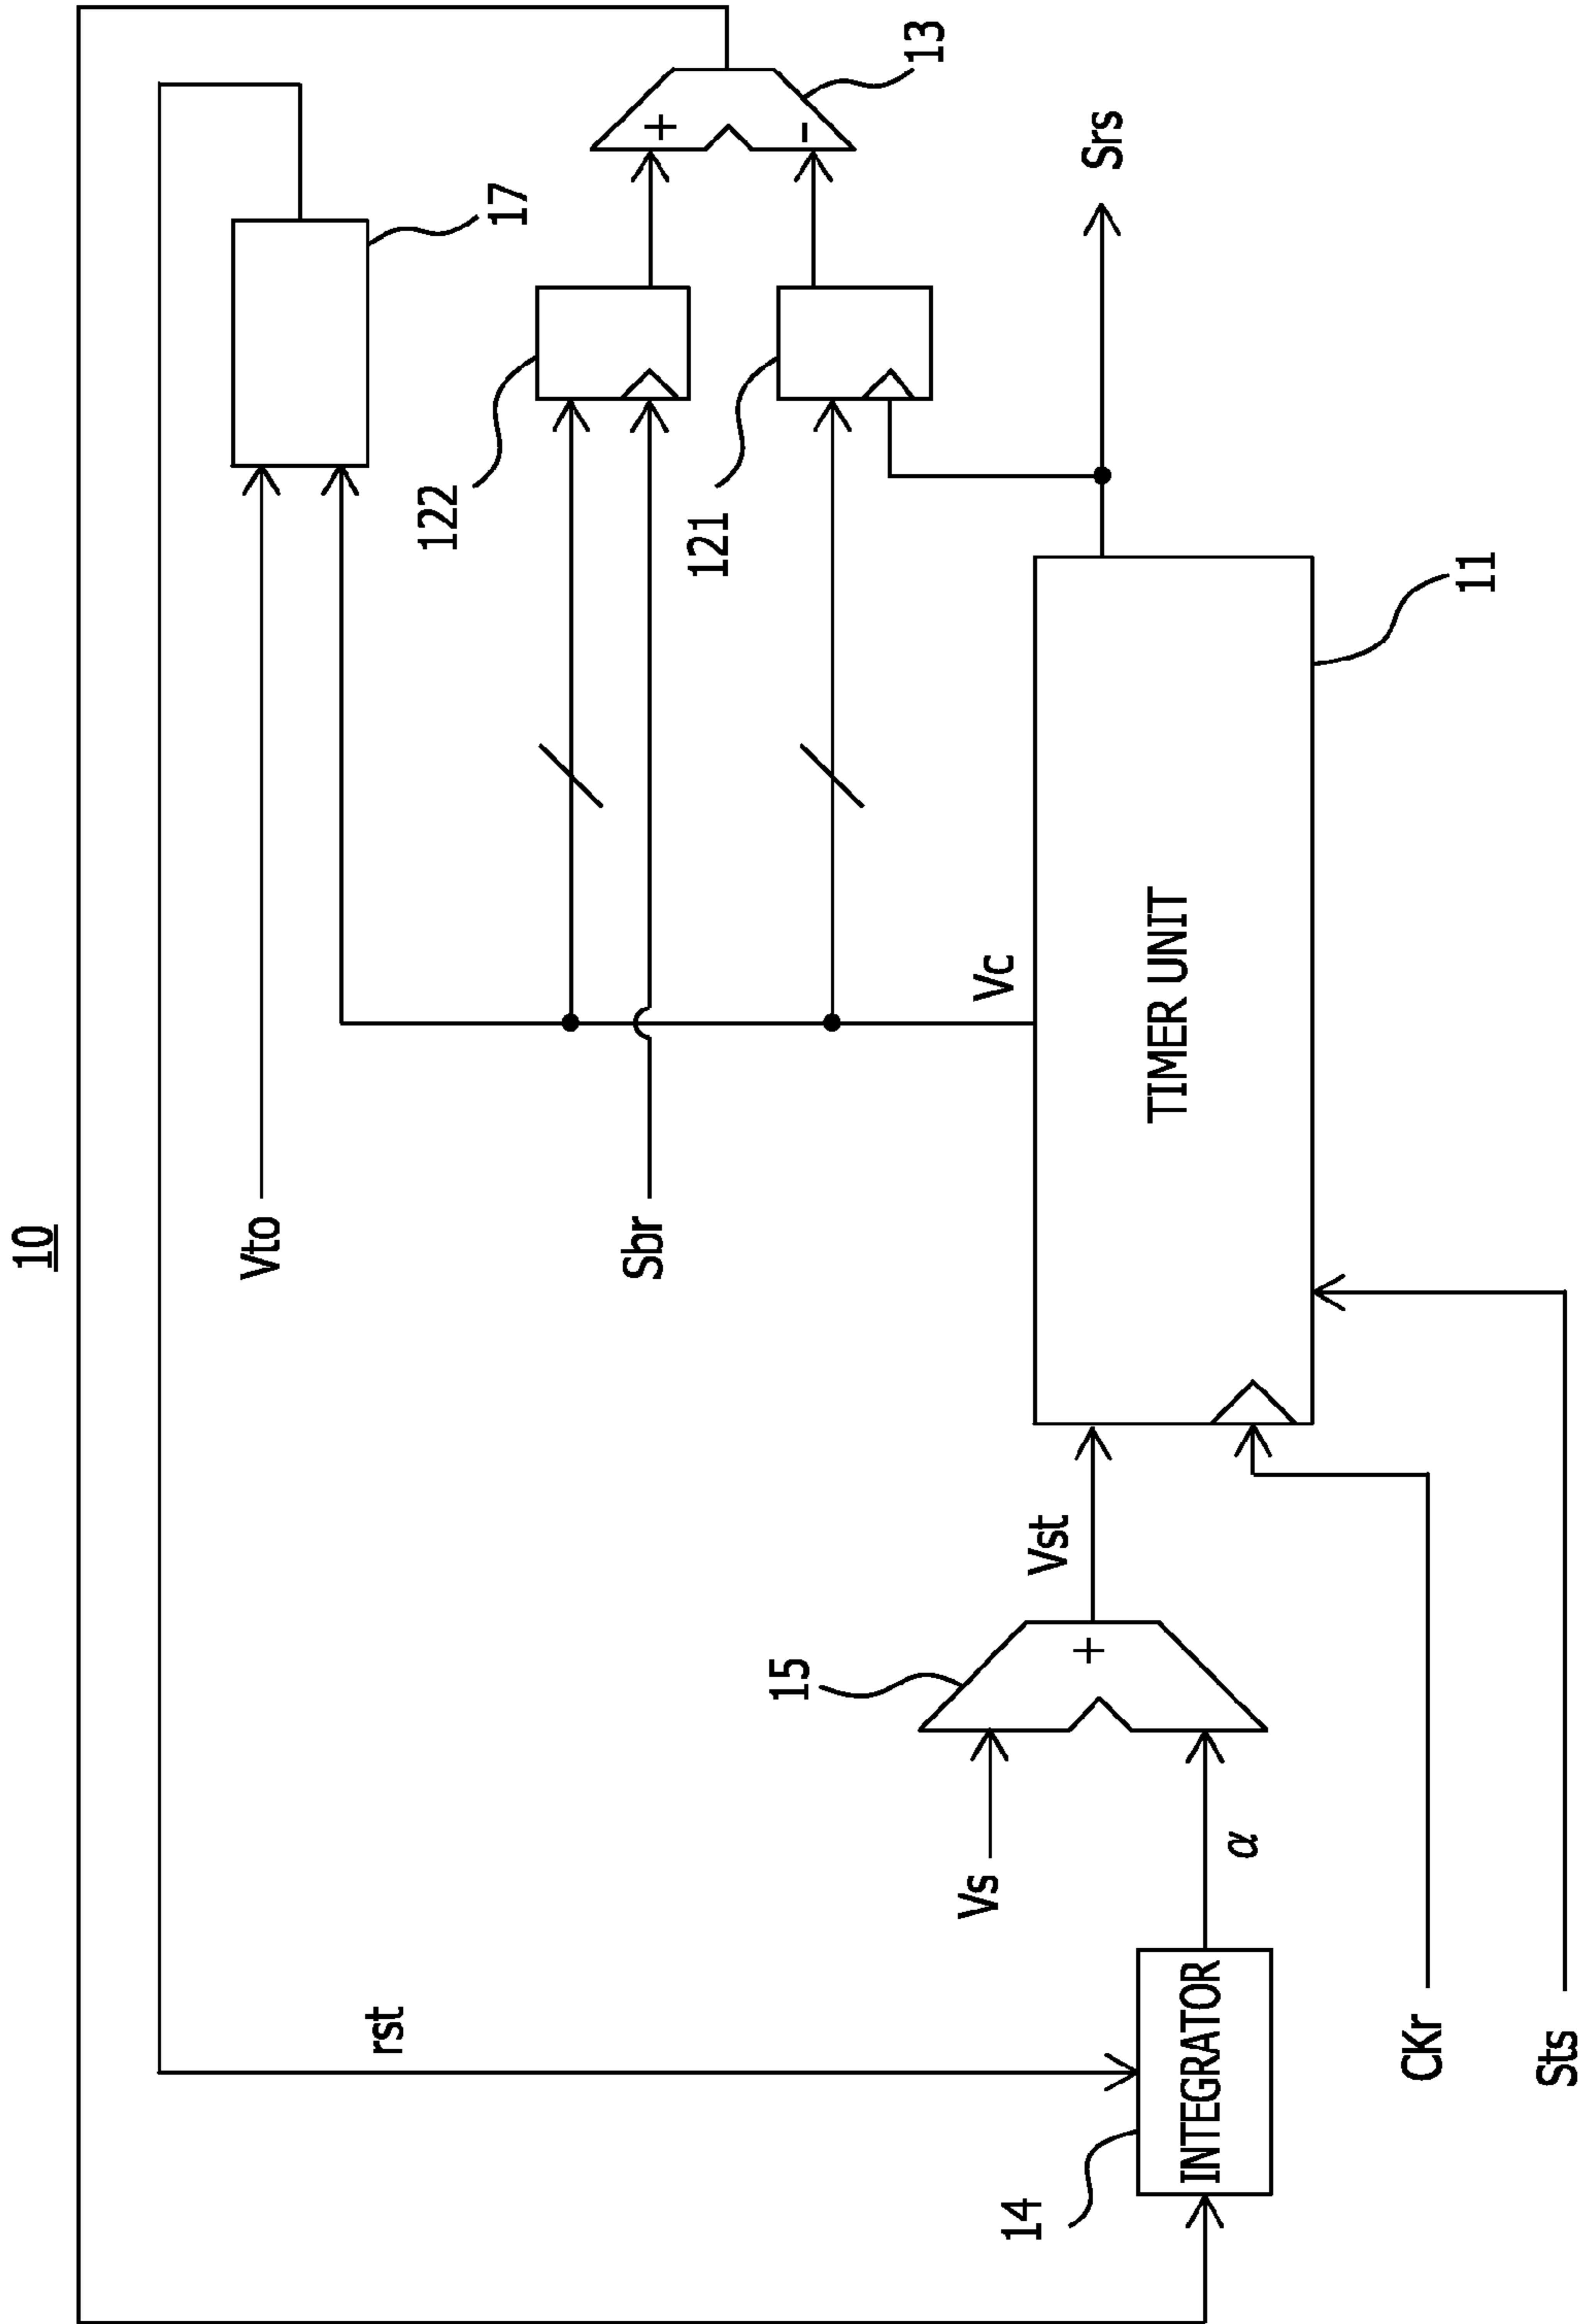 10
rst
Vto
17
Sbr
122
121
13
14
INTEGRATOR
α
Vs
15
Vst
Vc
TIMER UNIT
Srs
11
CKr
Sts
+
-
+